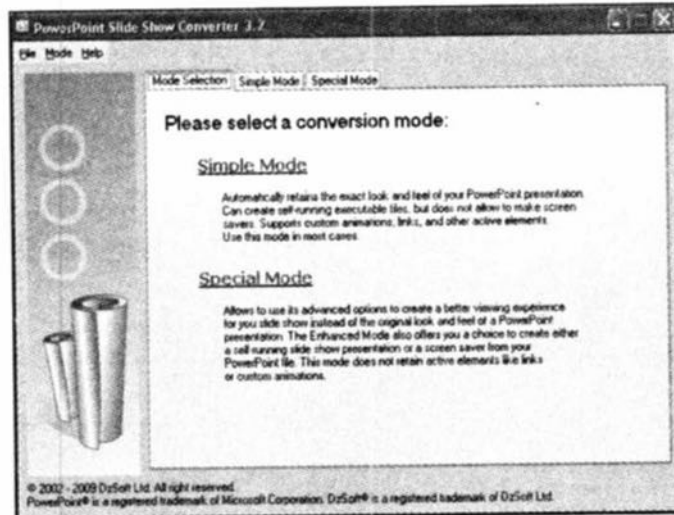 PowerPoint Slide Show Converter 3.2
File Mode Help
Mode Selection Simple Mode Special Mode
Please select a conversion mode:
Simple Mode
Automatically retains the exact look and feel of your PowerPoint presentation.
Can create self-running executable files, but does not allow to make screen
savers. Supports custom animations, links, and other active elements.
Use this mode in most cases.
Special Mode
Allows to use its advanced options to create a better viewing experience
for you slide show instead of the original look and feel of a PowerPoint
presentation. The Enhanced Mode also offers you a choice to create either
a self running slide show presentation or a screen saver from your
PowerPoint file. This mode does not retain active elements like links
or custom animations.
© 2002 - 2009 DzSoft Ltd. All right reserved.
PowerPoint® is a registered trademark of Microsoft Corporation. DzSoft® is a registered trademark of DzSoft Ltd.